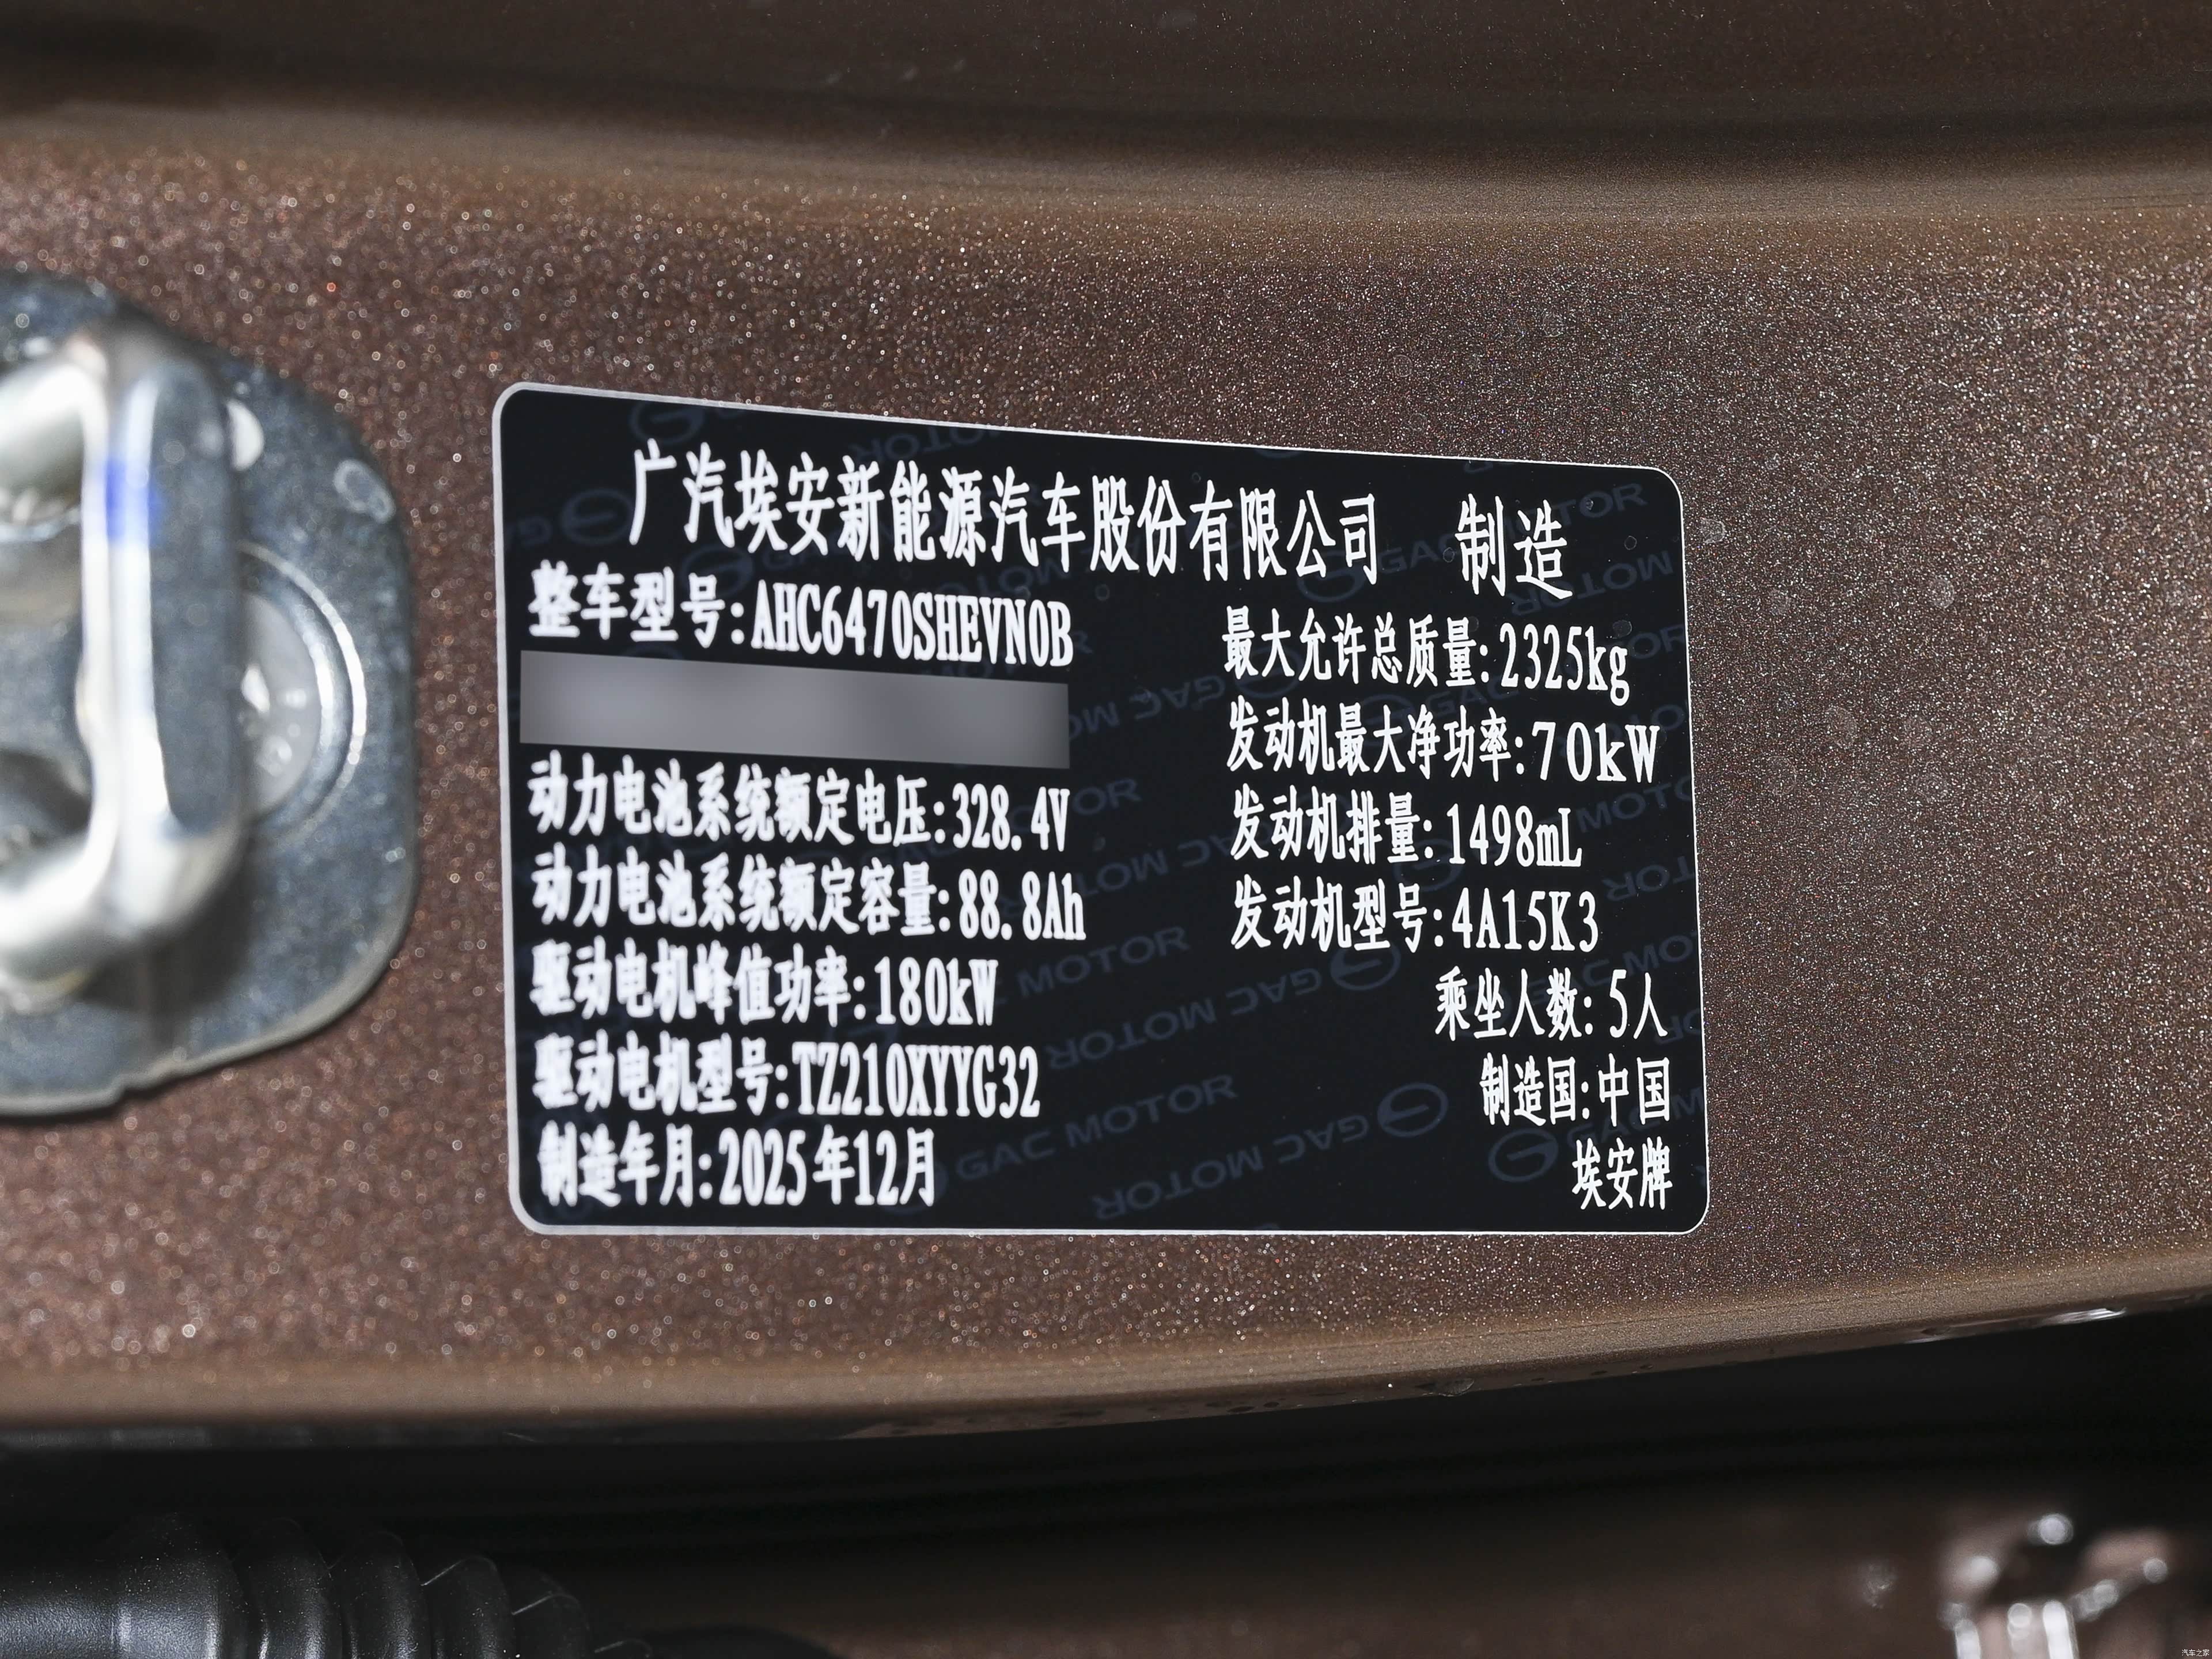 广汽埃安新能源汽车股份有限公司 制造
整车型号:AHC6470SHEVN0B
动力电池系统额定电压:328.4V
动力电池系统额定容量:88.8Ah
驱动电机峰值功率:180kW
驱动电机型号:TZ210XYYG32
制造年月:2025年12月
最大允许总质量:2325kg
发动机最大净功率:70kW
发动机排量:1498mL
发动机型号:4A15K3
乘坐人数:5人
制造国:中国
埃安牌
GAC MOTOR
汽车之家